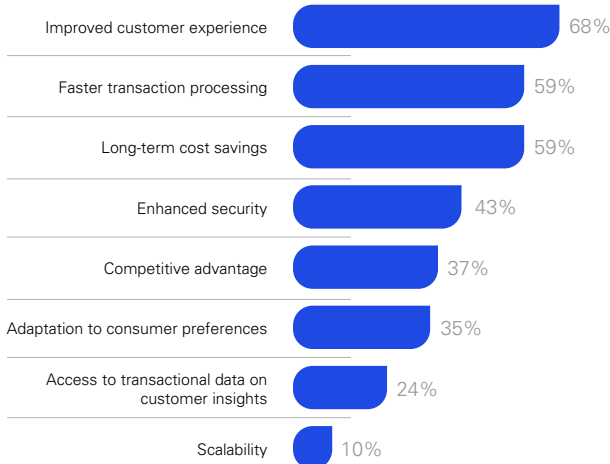 Improved customer experience 68%
Faster transaction processing 59%
Long-term cost savings 59%
Enhanced security 43%
Competitive advantage 37%
Adaptation to consumer preferences 35%
Access to transactional data on
customer insights 24%
Scalability 10%